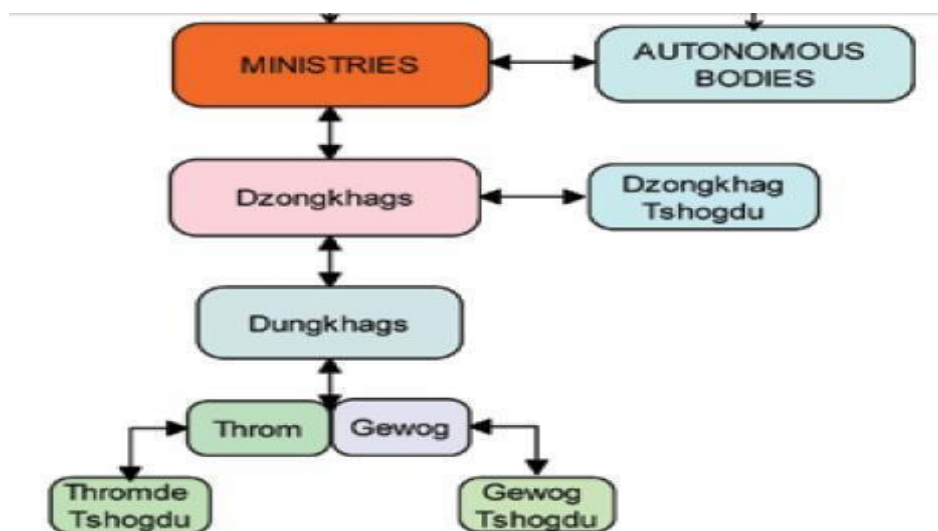 MINISTRIES
AUTONOMOUS
BODIES
Dzongkhags
Dzongkhag
Tshogdu
Dungkhags
Throm
Gewog
Thromde
Tshogdu
Gewog
Tshogdu